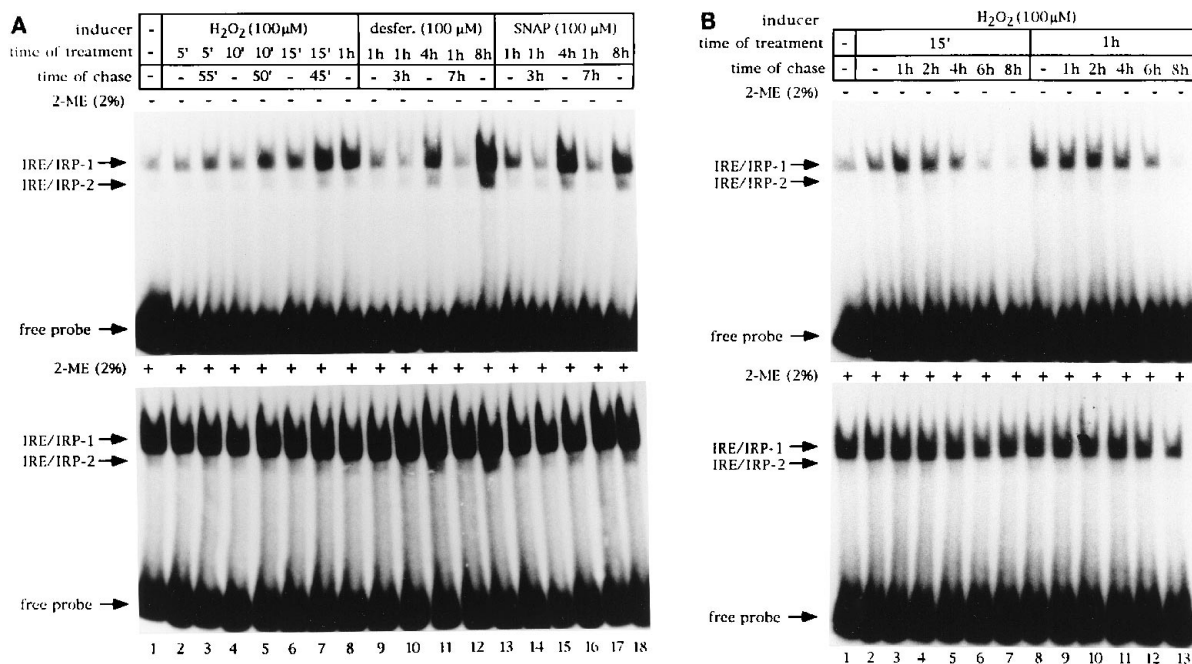 A
inducer - H2O2 (100µM) desfer. (100 µM) SNAP (100 µM)
time of treatment 5' 5' 10' 10' 15' 15' 1h 1h 1h 4h 1h 8h 1h 1h 4h 1h 8h
time of chase - - 55' - 50' - 45' - 3h - 7h - 3h - 7h
2-ME (2%) - - - - - - - - - - - - - - - - - -
IRE/IRP-1
IRE/IRP-2
free probe
2-ME (2%) + + + + + + + + + + + + + + + + + +
IRE/IRP-1
IRE/IRP-2
free probe
1 2 3 4 5 6 7 8 9 10 11 12 13 14 15 16 17 18
B
inducer H2O2 (100µM)
time of treatment - 15' 1h
time of chase - - 1h 2h 4h 6h 8h - 1h 2h 4h 6h 8h
2-ME (2%) - - - - - - - - - - - - -
IRE/IRP-1
IRE/IRP-2
free probe
2-ME (2%) + + + + + + + + + + + + +
IRE/IRP-1
IRE/IRP-2
free probe
1 2 3 4 5 6 7 8 9 10 11 12 13